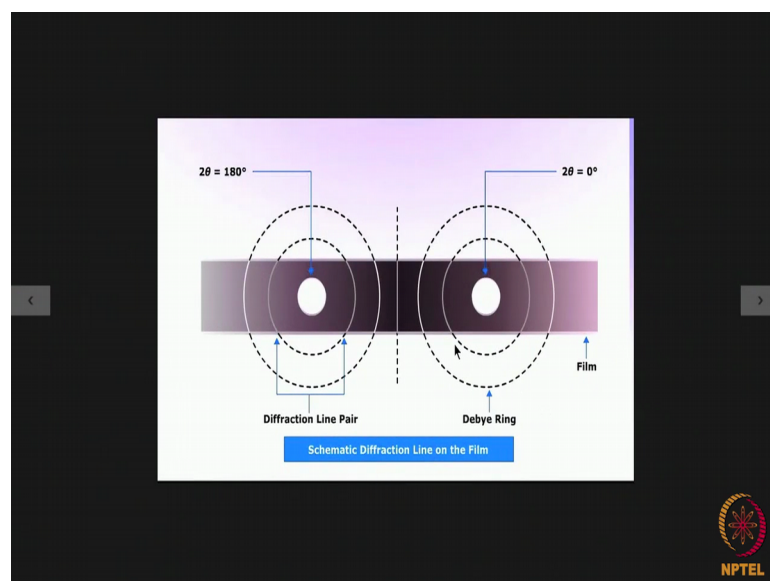 2θ = 180°
2θ = 0°
Film
Diffraction Line Pair
Debye Ring
Schematic Diffraction Line on the Film
NPTEL